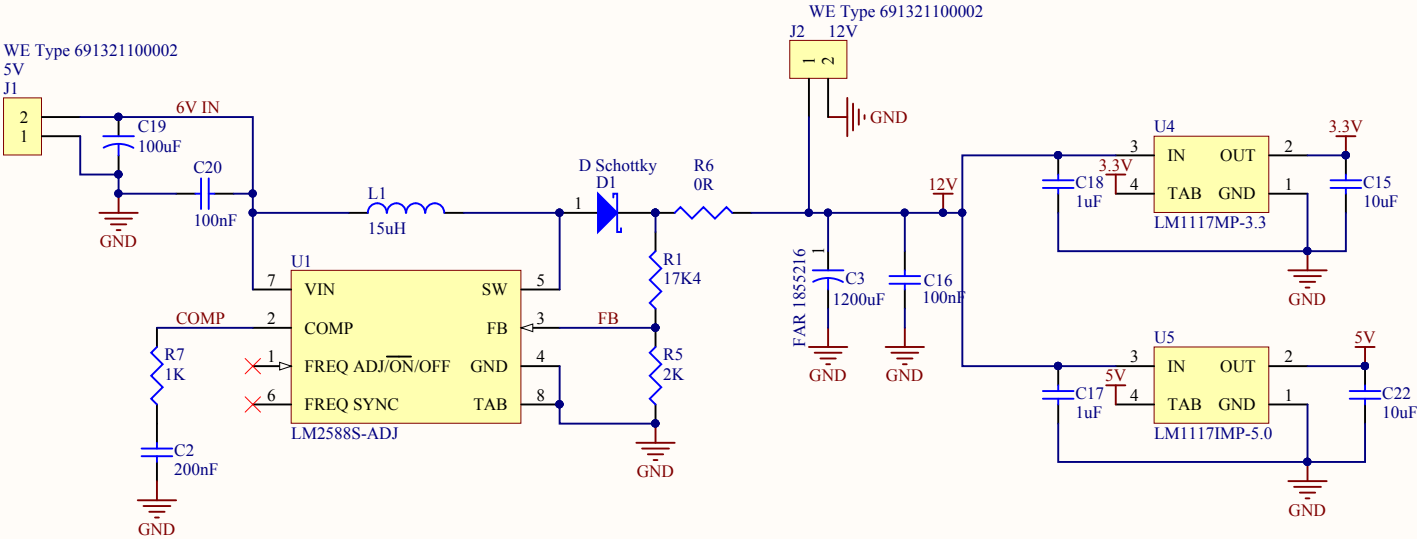 WE Type 691321100002
5V
J1
2
1
6V IN
C19
100uF
C20
100nF
GND
L1
15uH
D Schottky
D1
1
R6
0R
WE Type 691321100002
J2 12V
1
2
GND
12V
U1
7 VIN
2 COMP
1 FREQ ADJ/ON/OFF
6 FREQ SYNC
SW 5
FB 3
GND 4
TAB 8
LM2588S-ADJ
COMP
R7
1K
C2
200nF
GND
FB
R1
17K4
R5
2K
GND
FAR 1855216
1
C3
1200uF
GND
C16
100nF
GND
U4
3 IN OUT 2
4 TAB GND 1
LM1117MP-3.3
3.3V
3.3V
C18
1uF
C15
10uF
GND
U5
3 IN OUT 2
4 TAB GND 1
LM1117IMP-5.0
5V
5V
C17
1uF
C22
10uF
GND